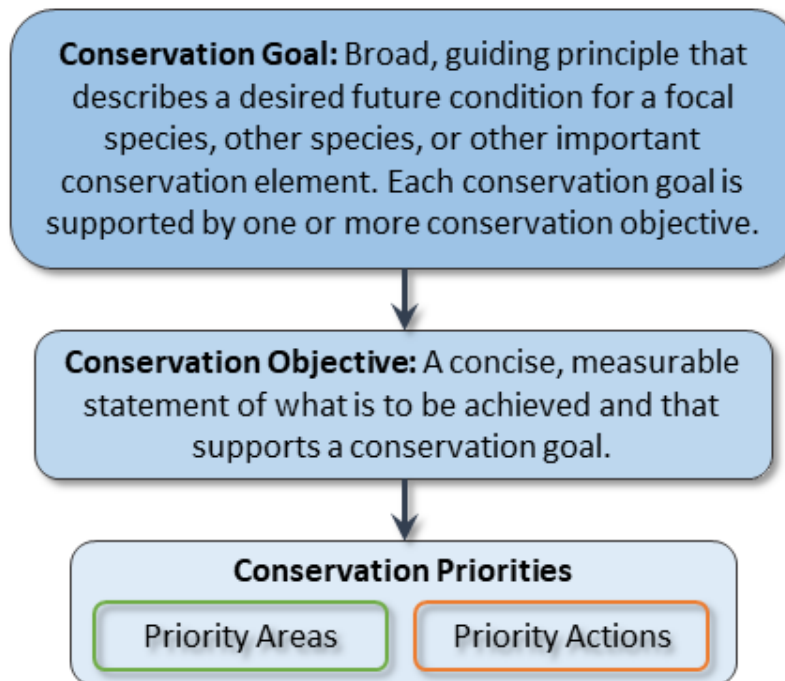 Conservation Goal: Broad, guiding principle that
describes a desired future condition for a focal
species, other species, or other important
conservation element. Each conservation goal is
supported by one or more conservation objective.
Conservation Objective: A concise, measurable
statement of what is to be achieved and that
supports a conservation goal.
Conservation Priorities
Priority Areas
Priority Actions